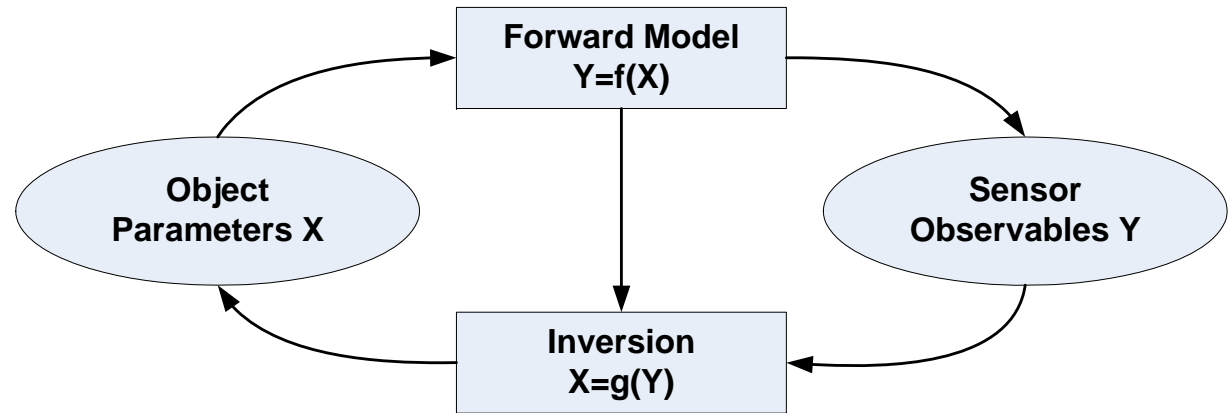 Forward Model
Y=f(X)
Object
Parameters X
Sensor
Observables Y
Inversion
X=g(Y)